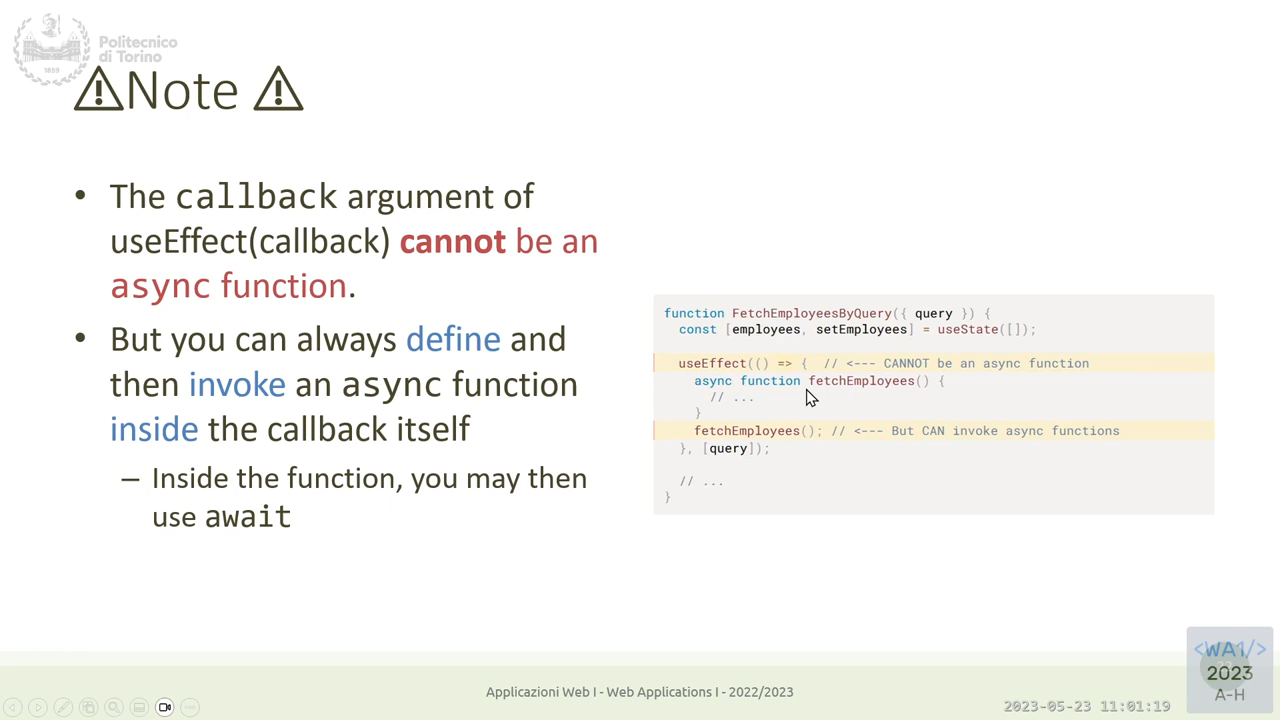 Politecnico
di Torino
1859
⚠Note ⚠
• The callback argument of
useEffect(callback) cannot be an
async function.
• But you can always define and
then invoke an async function
inside the callback itself
– Inside the function, you may then
use await
function FetchEmployeesByQuery({ query }) {
const [employees, setEmployees] = useState([]);
useEffect(() => { // <--- CANNOT be an async function
async function fetchEmployees() {
// ...
}
fetchEmployees(); // <--- But CAN invoke async functions
}, [query]);
// ...
}
Applicazioni Web I - Web Applications I - 2022/2023
2023-05-23 11:01:19
<WA1/>
2023
A-H